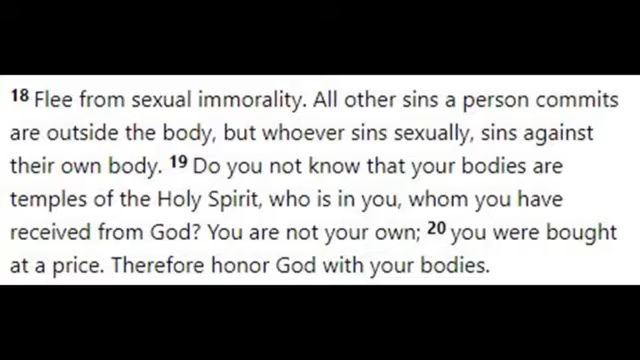 18 Flee from sexual immorality. All other sins a person commits
are outside the body, but whoever sins sexually, sins against
their own body. 19 Do you not know that your bodies are
temples of the Holy Spirit, who is in you, whom you have
received from God? You are not your own; 20 you were bought
at a price. Therefore honor God with your bodies.